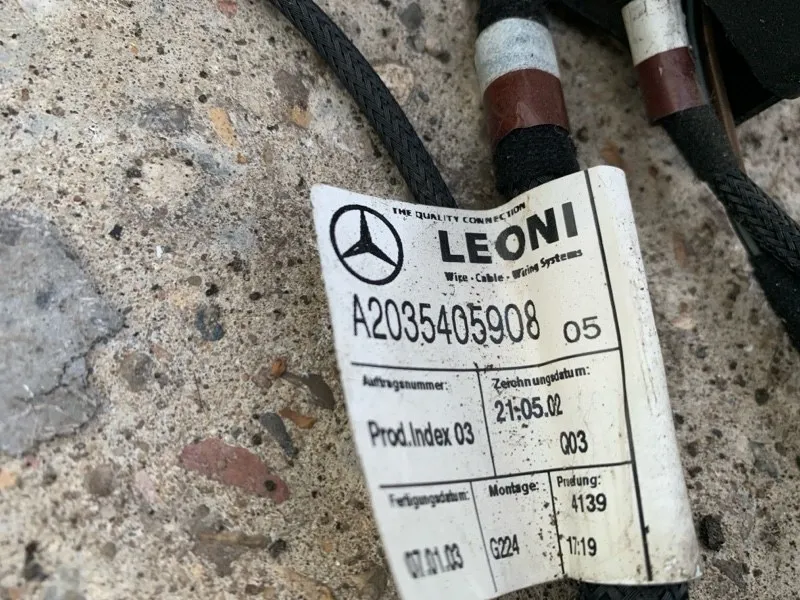 THE QUALITY CONNECTION
LEONI
Wire · Cable · Wiring Systems
A2035405908 05
Auftragsnummer:
Prod.Index 03
Zeichnungsdatum:
21.05.02
Q03
Fertigungsdatum:
07.01.03
Montage:
G224
Prüfung:
4139
17:19